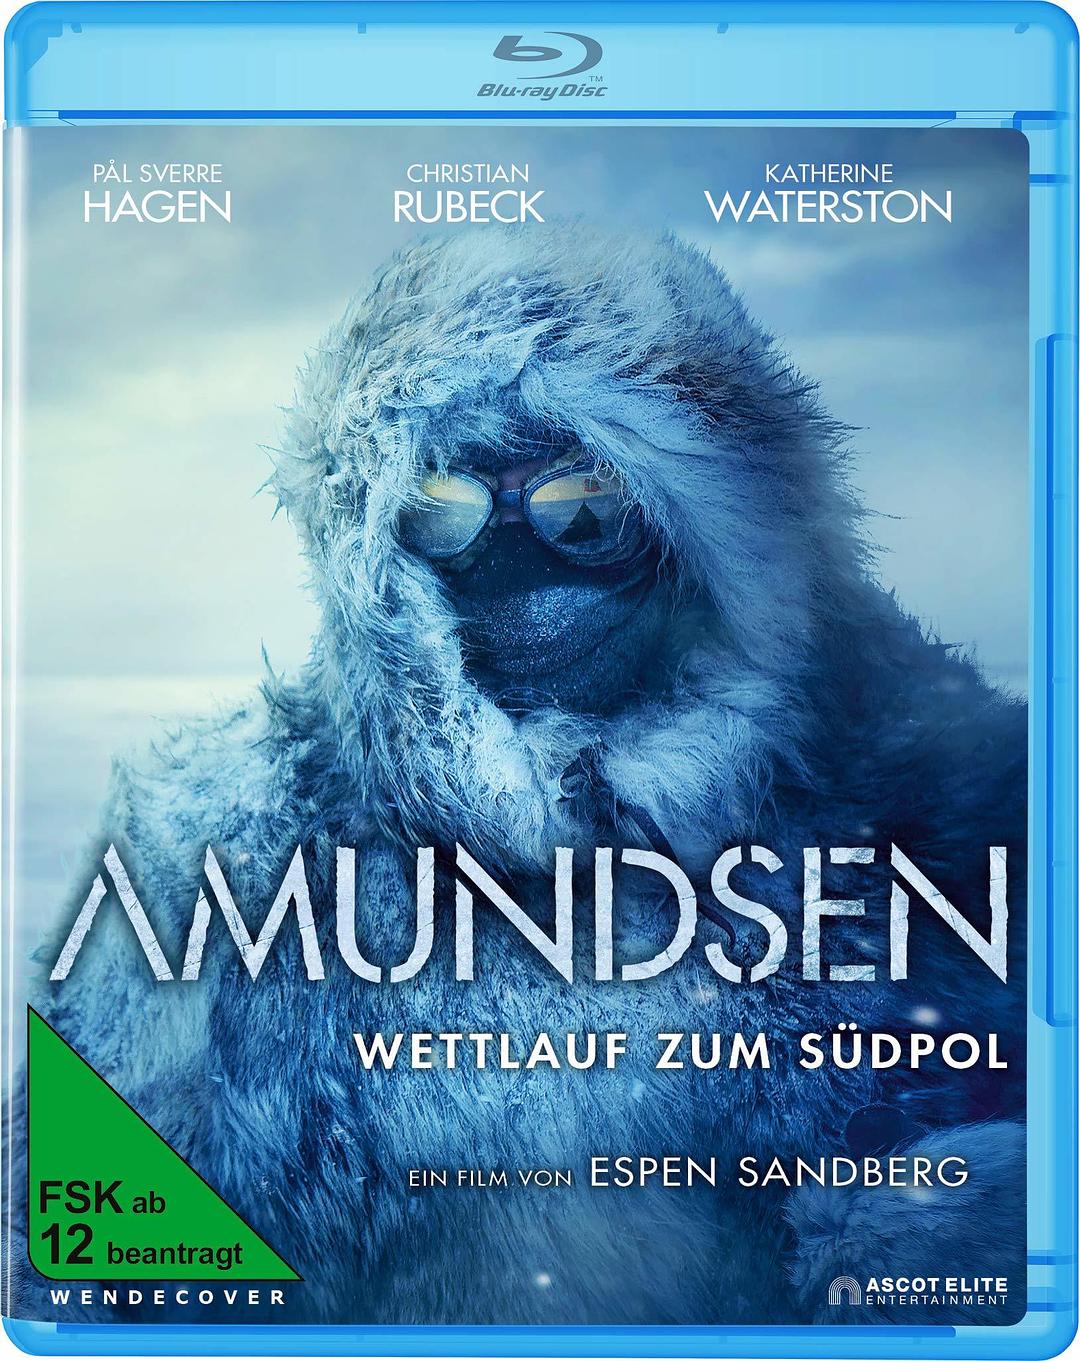 Blu-ray Disc™
PÅL SVERRE
HAGEN
CHRISTIAN
RUBECK
KATHERINE
WATERSTON
AMUNDSEN
WETTLAUF ZUM SÜDPOL
EIN FILM VON ESPEN SANDBERG
FSK ab
12 beantragt
WENDECOVER
ASCOT ELITE
ENTERTAINMENT